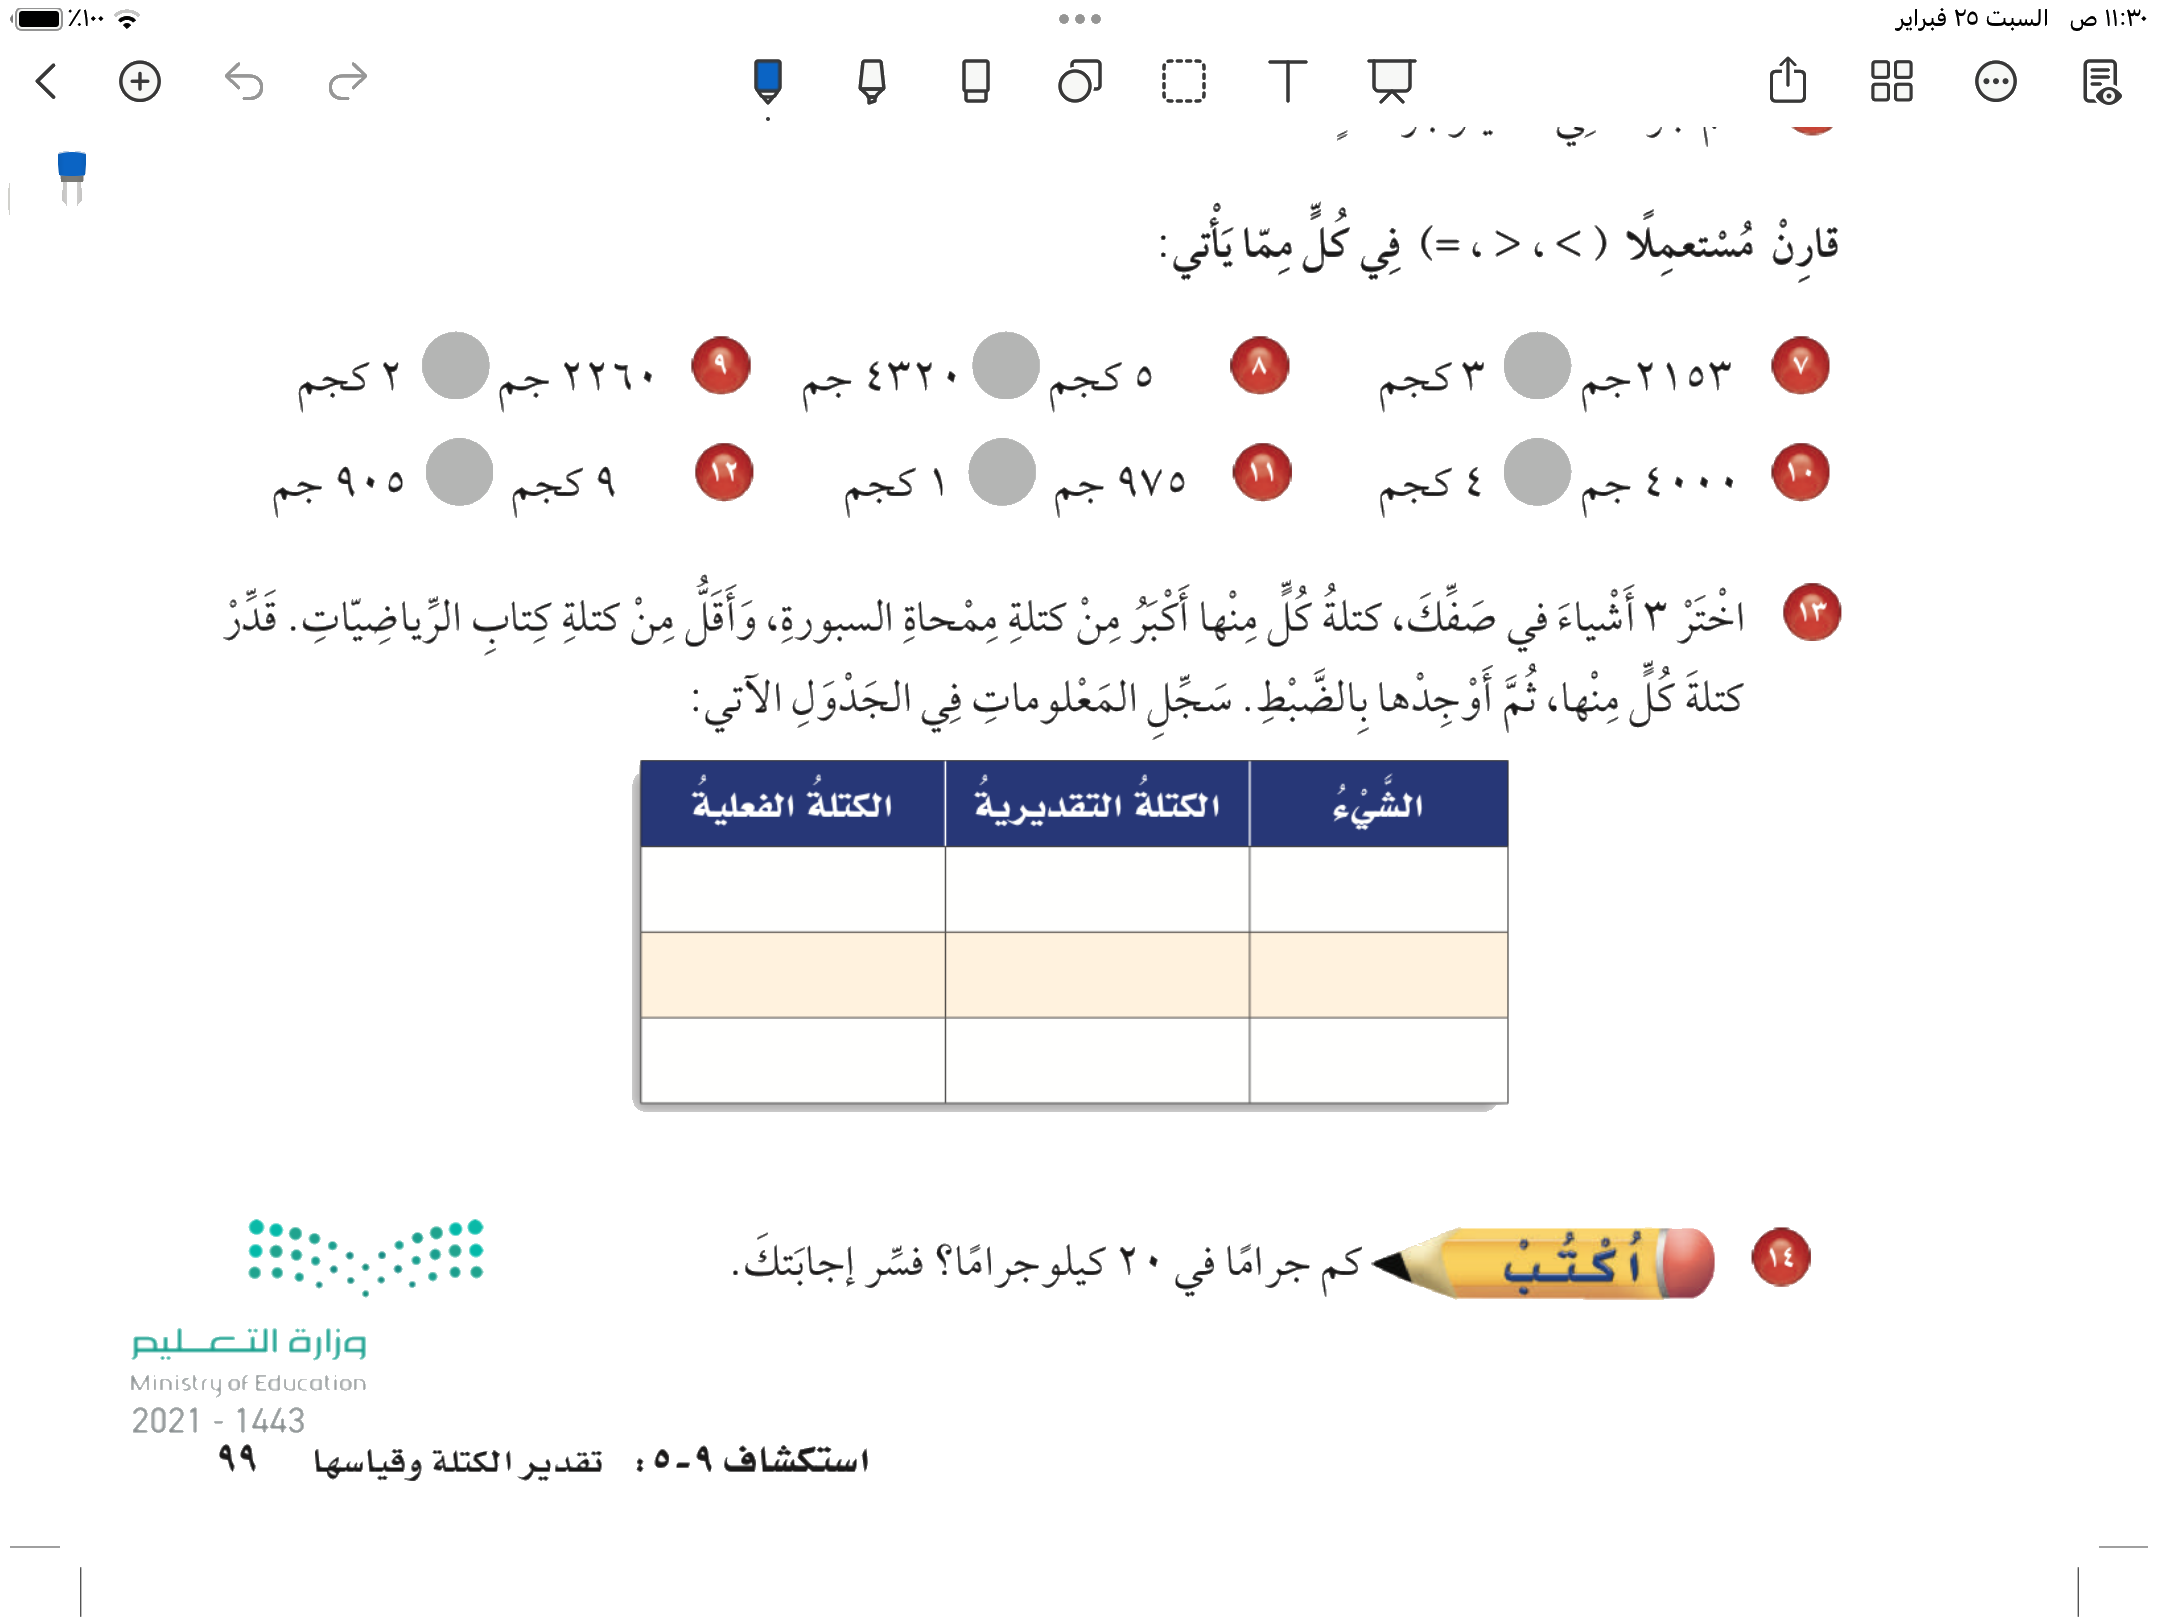 ١١:٣٠ ص السبت ٢٥ فبراير
٪١٠٠
قارِنْ مُسْتعمِلًا ( > ، < ، =) فِي كُلٍّ مِمّا يَأْتي:
٧ ٢١٥٣ جم ٣ كجم ٨ ٥ كجم ٤٣٢٠ جم ٩ ٢٢٦٠ جم ٢ كجم
١٠ ٤٠٠٠ جم ٤ كجم ١١ ٩٧٥ جم ١ كجم ١٢ ٩ كجم ٩٠٥ جم
١٣ اخْتَرْ ٣ أَشْياءَ في صَفِّكَ، كتلةُ كُلٍّ مِنْها أَكْبَرُ مِنْ كتلةِ مِمْحاةِ السبورةِ، وَأَقَلُّ مِنْ كتلةِ كِتابِ الرِّياضِيّاتِ. قَدِّرْ
كتلةَ كُلٍّ مِنْها، ثُمَّ أَوْجِدْها بِالضَّبْطِ. سَجِّلِ المَعْلوماتِ فِي الجَدْوَلِ الآتي:
الشَّيْءُ الكتلةُ التقديريةُ الكتلةُ الفعليةُ
١٤ اُكْتُبْ كم جرامًا في ٢٠ كيلوجرامًا؟ فسِّر إجابَتكَ.
وزارة التعليم
Ministry of Education
2021 - 1443
استكشاف ٩-٥: تقدير الكتلة وقياسها ٩٩